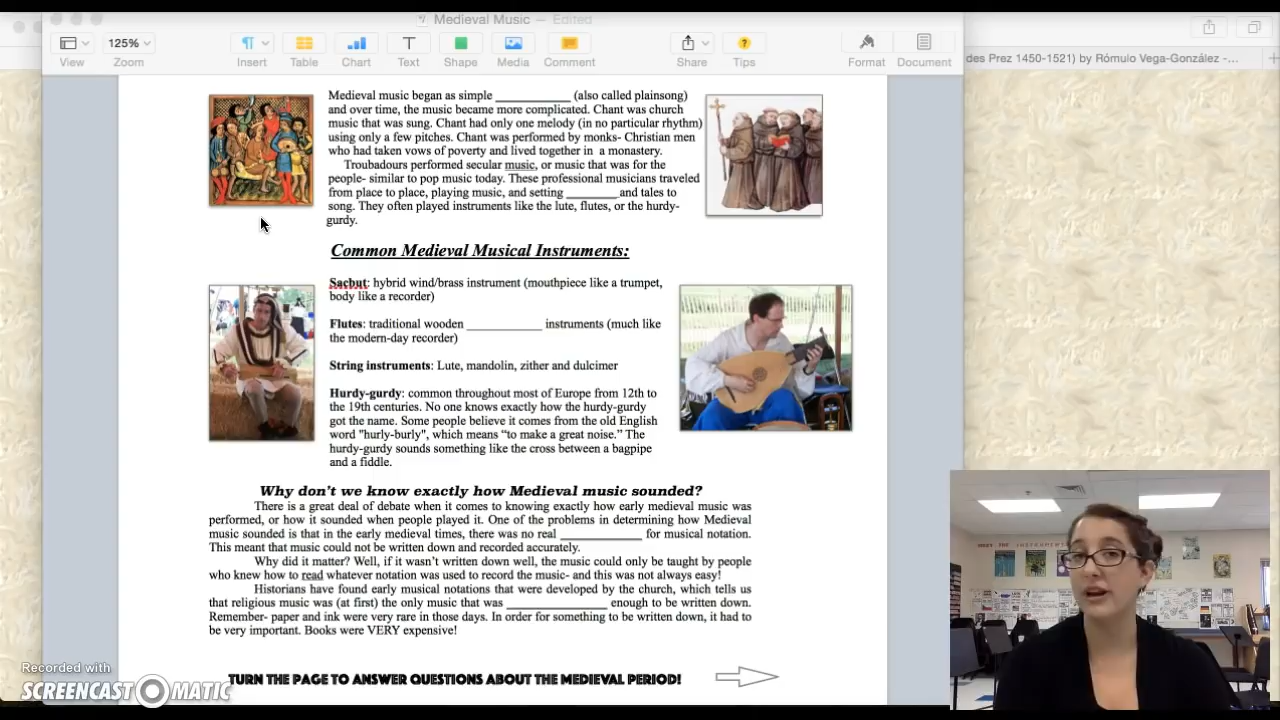 Medieval Music — Edited
125%
View Zoom Insert Table Chart Text Shape Media Comment Share Tips Format Document
des Prez 1450-1521) by Rómulo Vega-González -...
Medieval music began as simple ____________ (also called plainsong)
and over time, the music became more complicated. Chant was church
music that was sung. Chant had only one melody (in no particular rhythm)
using only a few pitches. Chant was performed by monks- Christian men
who had taken vows of poverty and lived together in a monastery.
Troubadours performed secular music, or music that was for the
people- similar to pop music today. These professional musicians traveled
from place to place, playing music, and setting ________and tales to
song. They often played instruments like the lute, flutes, or the hurdy-
gurdy.
Common Medieval Musical Instruments:
Sacbut: hybrid wind/brass instrument (mouthpiece like a trumpet,
body like a recorder)
Flutes: traditional wooden ____________ instruments (much like
the modern-day recorder)
String instruments: Lute, mandolin, zither and dulcimer
Hurdy-gurdy: common throughout most of Europe from 12th to
the 19th centuries. No one knows exactly how the hurdy-gurdy
got the name. Some people believe it comes from the old English
word "hurly-burly", which means “to make a great noise.” The
hurdy-gurdy sounds something like the cross between a bagpipe
and a fiddle.
Why don’t we know exactly how Medieval music sounded?
There is a great deal of debate when it comes to knowing exactly how early medieval music was
performed, or how it sounded when people played it. One of the problems in determining how Medieval
music sounded is that in the early medieval times, there was no real _____________ for musical notation.
This meant that music could not be written down and recorded accurately.
Why did it matter? Well, if it wasn’t written down well, the music could only be taught by people
who knew how to read whatever notation was used to record the music- and this was not always easy!
Historians have found early musical notations that were developed by the church, which tells us
that religious music was (at first) the only music that was ________________ enough to be written down.
Remember- paper and ink were very rare in those days. In order for something to be written down, it had to
be very important. Books were VERY expensive!
TURN THE PAGE TO ANSWER QUESTIONS ABOUT THE MEDIEVAL PERIOD!
Recorded with
SCREENCAST-O-MATIC